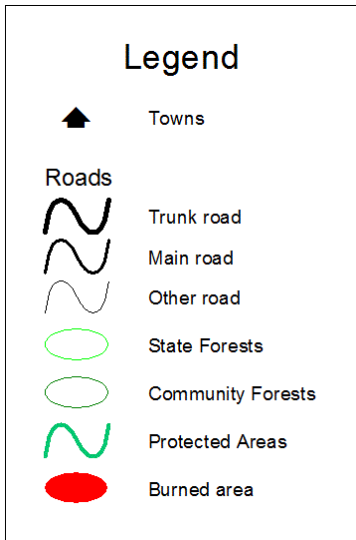 Legend
Towns
Roads
Trunk road
Main road
Other road
State Forests
Community Forests
Protected Areas
Burned area